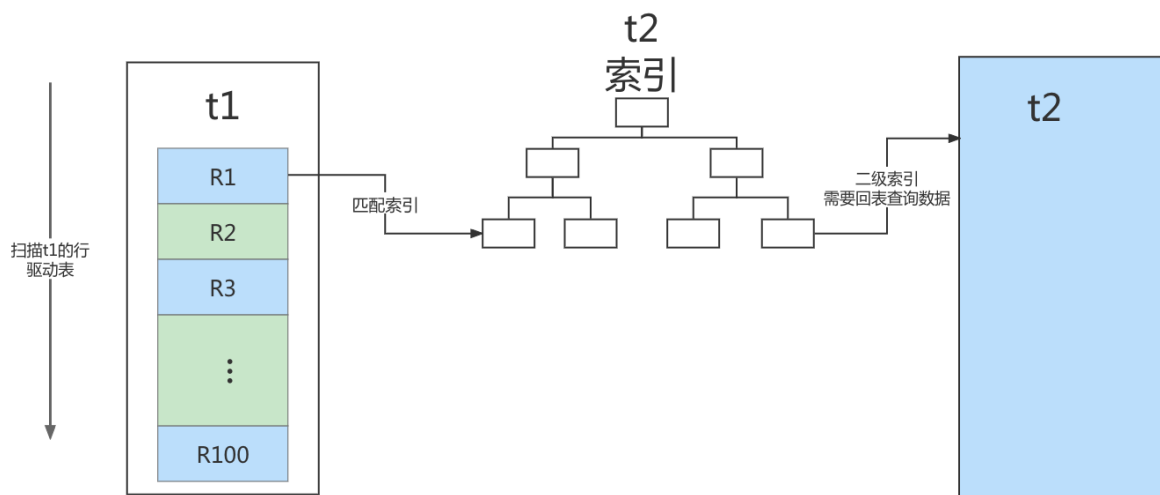 t2
索引
t1
R1
R2
R3
R100
扫描t1的行
驱动表
匹配索引
二级索引
需要回表查询数据
t2